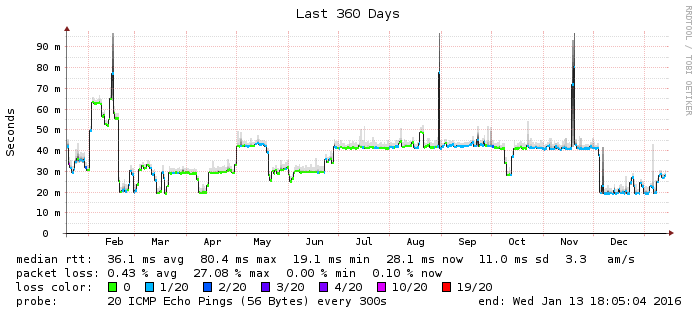 Last 360 Days
RRDTOOL / TOBI OETIKER
Seconds
90 m
80 m
70 m
60 m
50 m
40 m
30 m
20 m
10 m
0
Feb Mar Apr May Jun Jul Aug Sep Oct Nov Dec
median rtt: 36.1 ms avg 80.4 ms max 19.1 ms min 28.1 ms now 11.0 ms sd 3.3 am/s
packet loss: 0.43 % avg 27.08 % max 0.00 % min 0.10 % now
loss color: 0 1/20 2/20 3/20 4/20 10/20 19/20
probe: 20 ICMP Echo Pings (56 Bytes) every 300s end: Wed Jan 13 18:05:04 2016